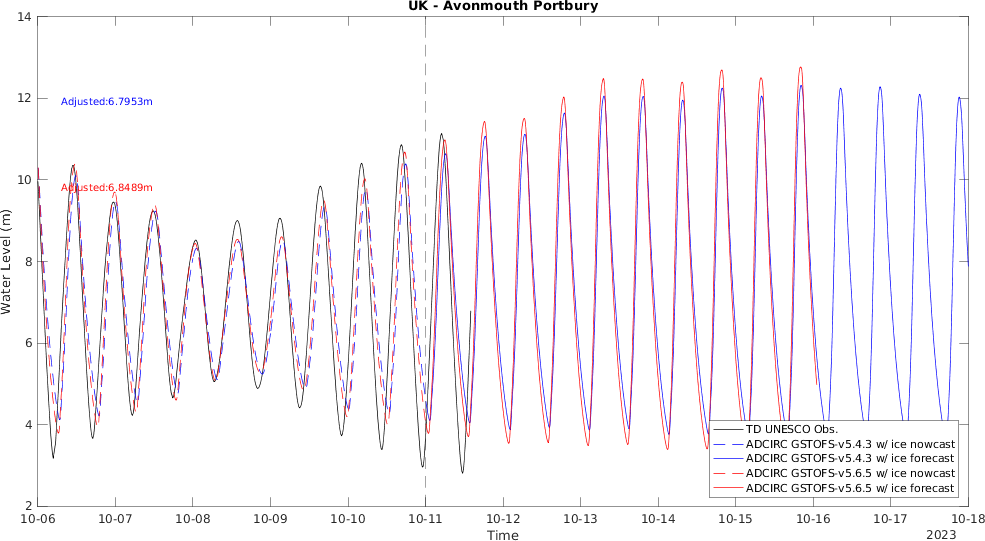 UK - Avonmouth Portbury
14
12
10
8
6
4
2
Water Level (m)
Adjusted:6.7953m
Adjusted:6.8489m
TD UNESCO Obs.
ADCIRC GSTOFS-v5.4.3 w/ ice nowcast
ADCIRC GSTOFS-v5.4.3 w/ ice forecast
ADCIRC GSTOFS-v5.6.5 w/ ice nowcast
ADCIRC GSTOFS-v5.6.5 w/ ice forecast
10-06 10-07 10-08 10-09 10-10 10-11 10-12 10-13 10-14 10-15 10-16 10-17 10-18
Time
2023